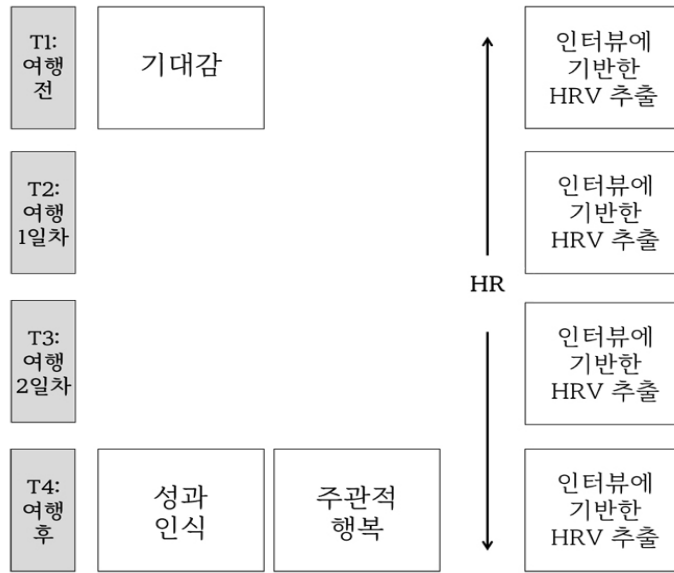 T1:
여행
전
기대감
인터뷰에
기반한
HRV 추출
T2:
여행
1일차
인터뷰에
기반한
HRV 추출
HR
T3:
여행
2일차
인터뷰에
기반한
HRV 추출
T4:
여행
후
성과
인식
주관적
행복
인터뷰에
기반한
HRV 추출